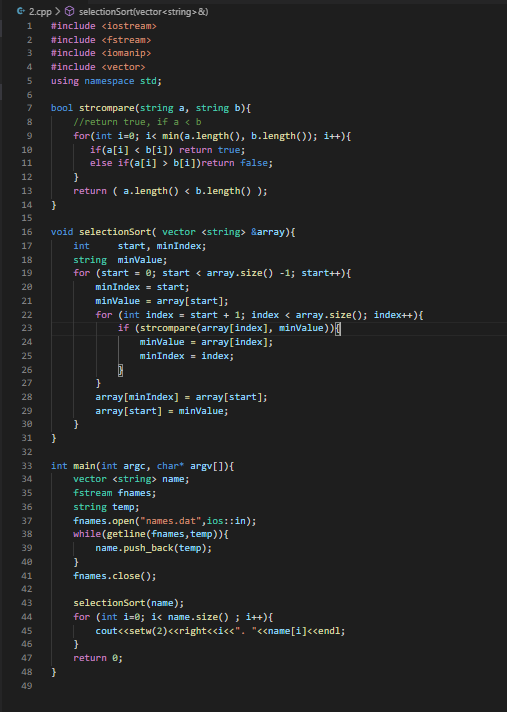 2.cpp > selectionSort(vector<string>&)
1 #include <iostream>
2 #include <fstream>
3 #include <iomanip>
4 #include <vector>
5 using namespace std;
6
7 bool strcompare(string a, string b){
8     //return true, if a < b
9     for(int i=0; i< min(a.length(), b.length()); i++){
10        if(a[i] < b[i]) return true;
11        else if(a[i] > b[i])return false;
12    }
13    return ( a.length() < b.length() );
14 }
15
16 void selectionSort( vector <string> &array){
17    int     start, minIndex;
18    string  minValue;
19    for (start = 0; start < array.size() -1; start++){
20        minIndex = start;
21        minValue = array[start];
22        for (int index = start + 1; index < array.size(); index++){
23            if (strcompare(array[index], minValue)){
24                minValue = array[index];
25                minIndex = index;
26            }
27        }
28        array[minIndex] = array[start];
29        array[start] = minValue;
30    }
31 }
32
33 int main(int argc, char* argv[]){
34    vector <string> name;
35    fstream fnames;
36    string temp;
37    fnames.open("names.dat",ios::in);
38    while(getline(fnames,temp)){
39        name.push_back(temp);
40    }
41    fnames.close();
42
43    selectionSort(name);
44    for (int i=0; i< name.size() ; i++){
45        cout<<setw(2)<<right<<i<<". "<<name[i]<<endl;
46    }
47    return 0;
48 }
49